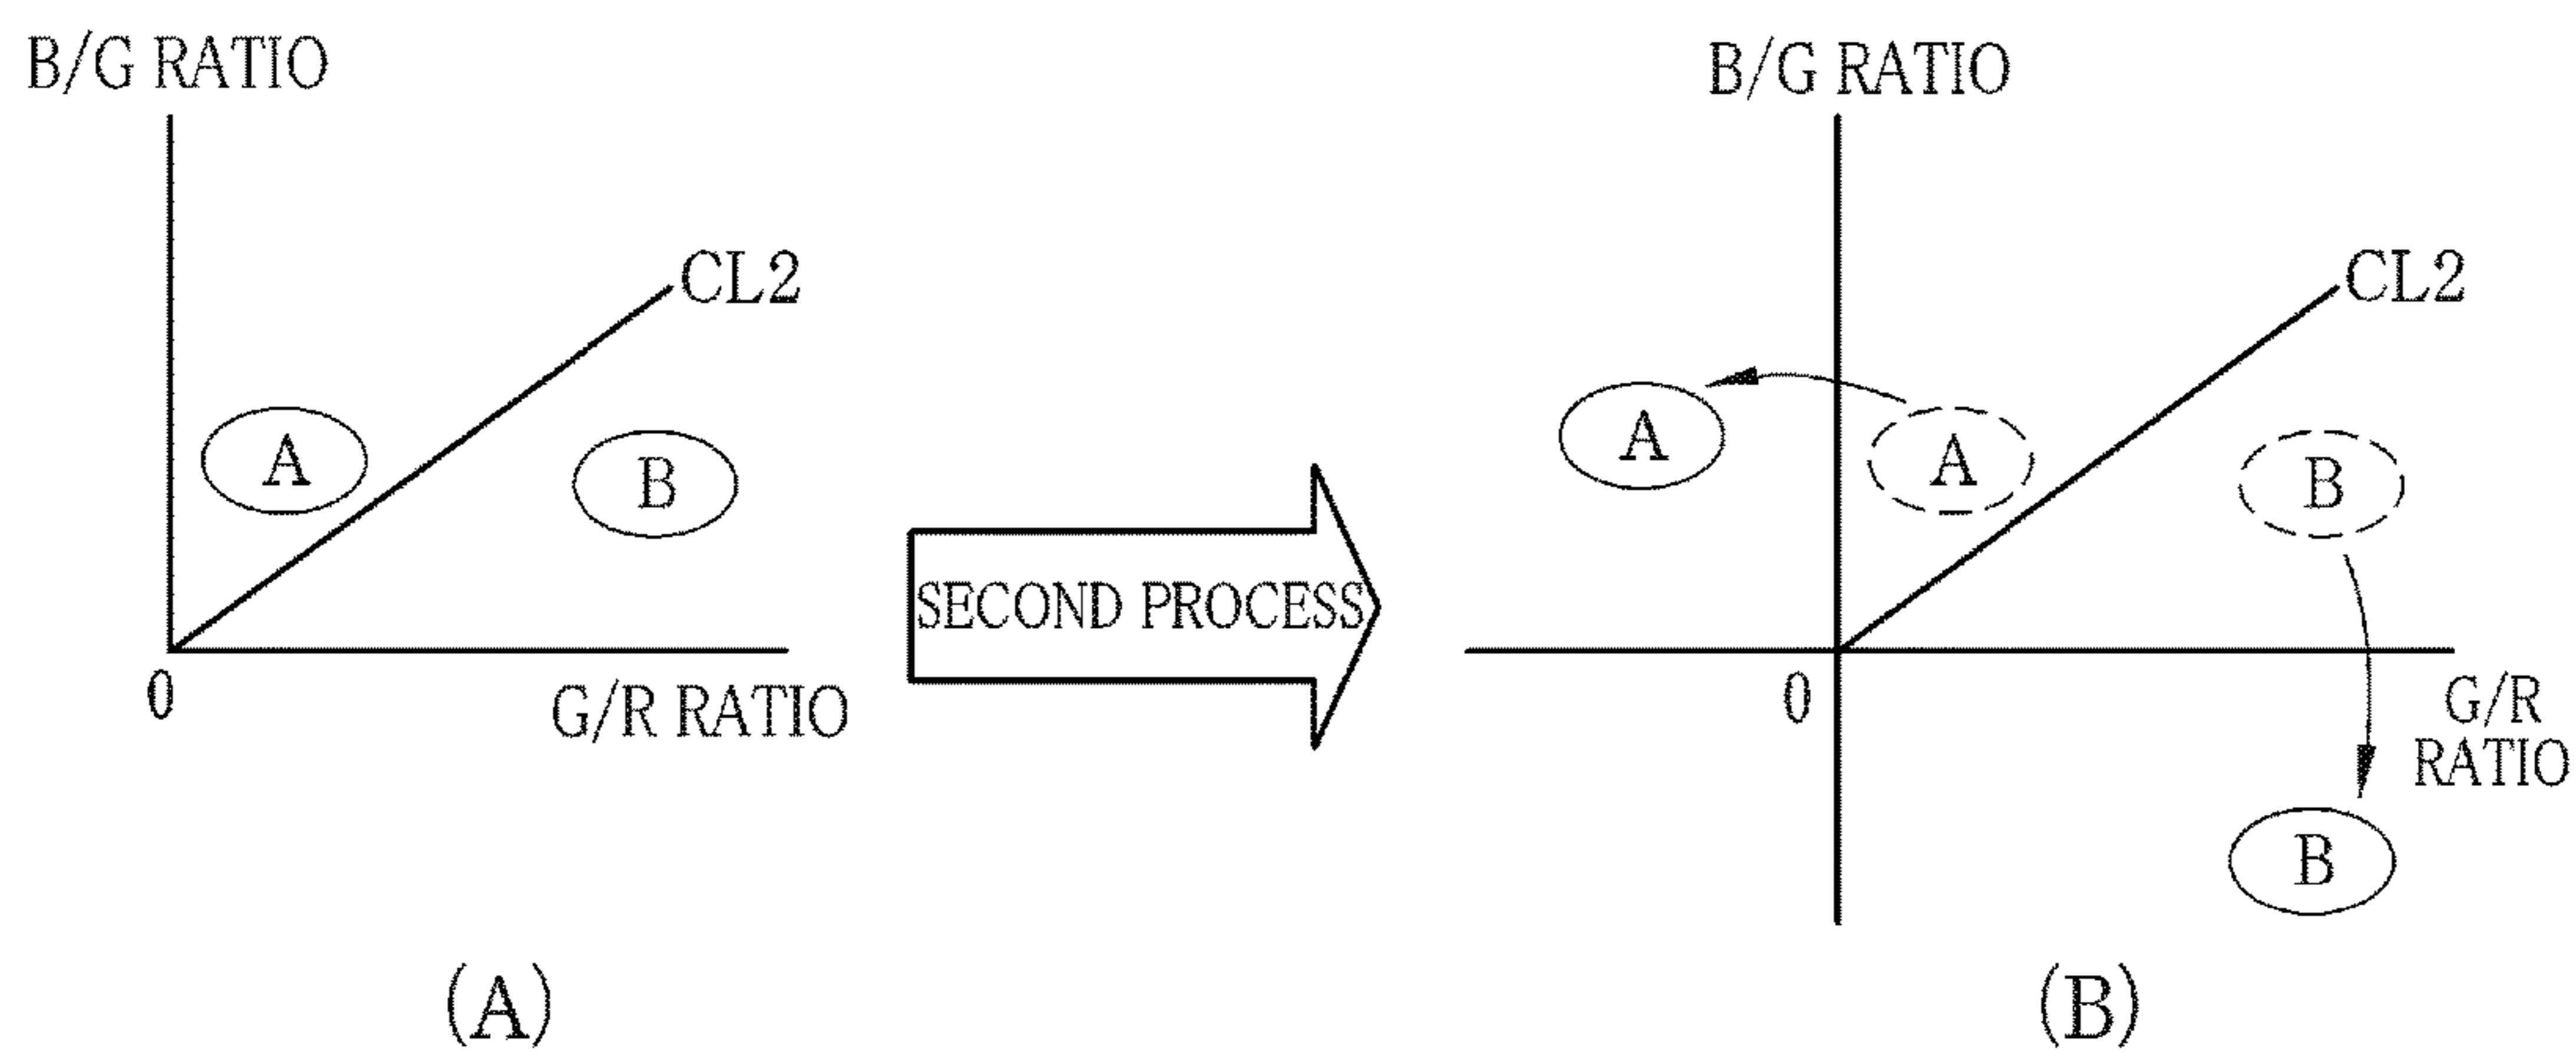 B/G RATIO
CL2
A
B
0
G/R RATIO
(A)
SECOND PROCESS
B/G RATIO
CL2
A
A
B
0
G/R
RATIO
B
(B)